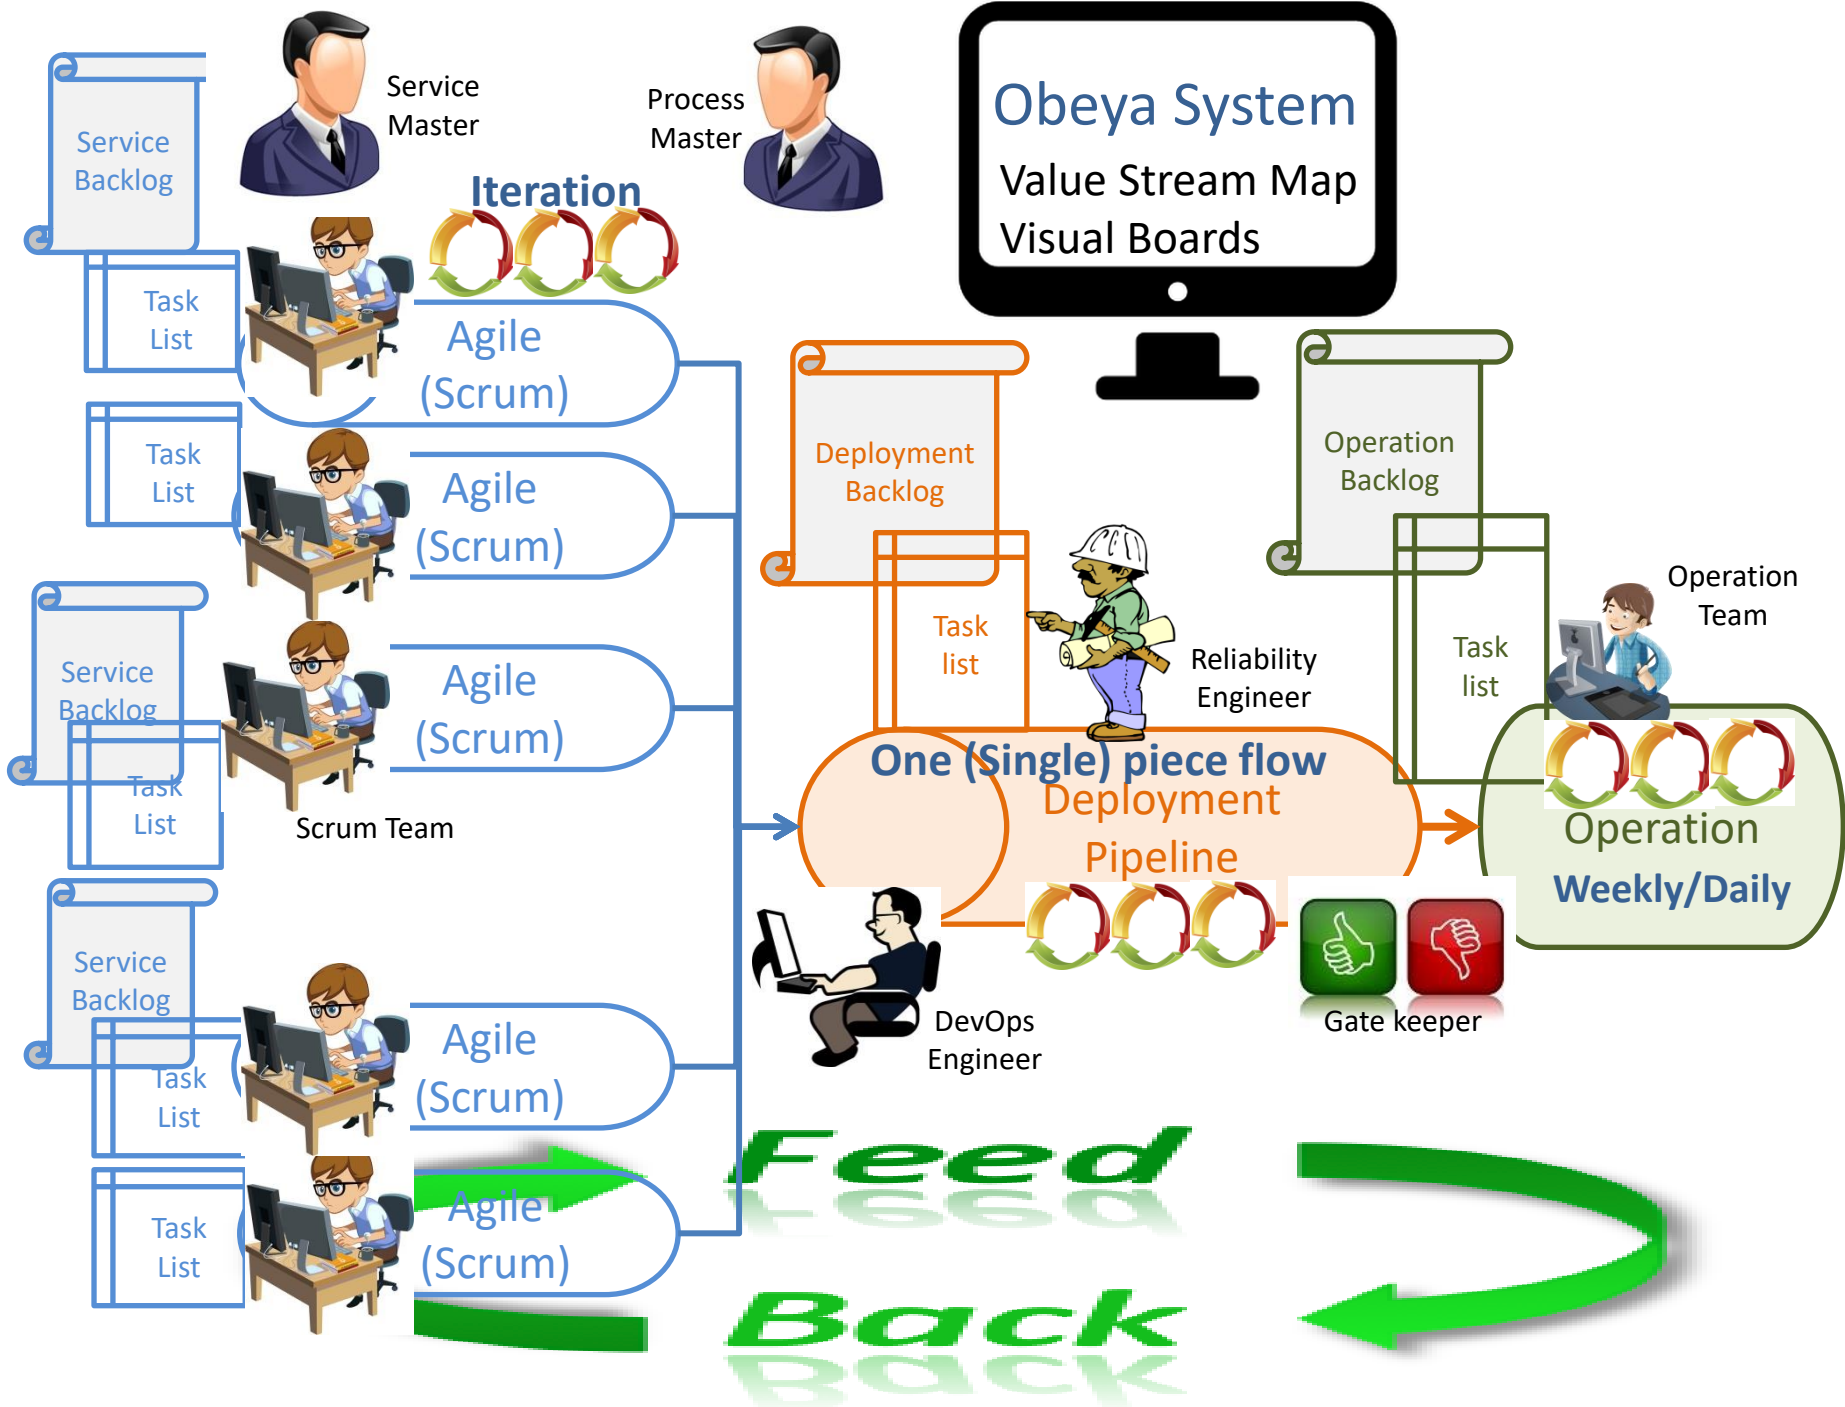 Service
Master
Process
Master
Obeya System
Value Stream Map
Visual Boards
Service
Backlog
Iteration
Task
List
Agile
(Scrum)
Task
List
Agile
(Scrum)
Service
Backlog
Task
List
Agile
(Scrum)
Scrum Team
Service
Backlog
Task
List
Agile
(Scrum)
Task
List
Agile
(Scrum)
Deployment
Backlog
Task
list
Reliability
Engineer
One (Single) piece flow
Deployment
Pipeline
DevOps
Engineer
Gate keeper
Operation
Backlog
Task
list
Operation
Team
Operation
Weekly/Daily
Feed
Back